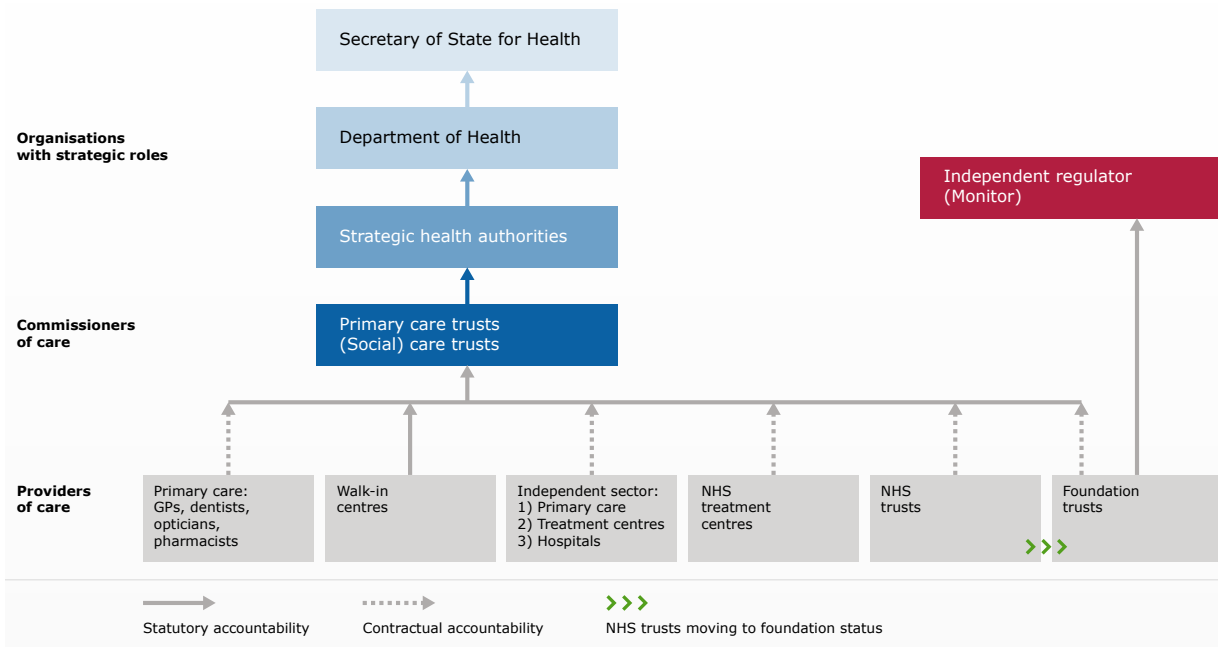 Secretary of State for Health
Organisations
with strategic roles
Department of Health
Independent regulator
(Monitor)
Strategic health authorities
Commissioners
of care
Primary care trusts
(Social) care trusts
Providers
of care
Primary care:
GPs, dentists,
opticians,
pharmacists
Walk-in
centres
Independent sector:
1) Primary care
2) Treatment centres
3) Hospitals
NHS
treatment
centres
NHS
trusts
Foundation
trusts
Statutory accountability
Contractual accountability
NHS trusts moving to foundation status